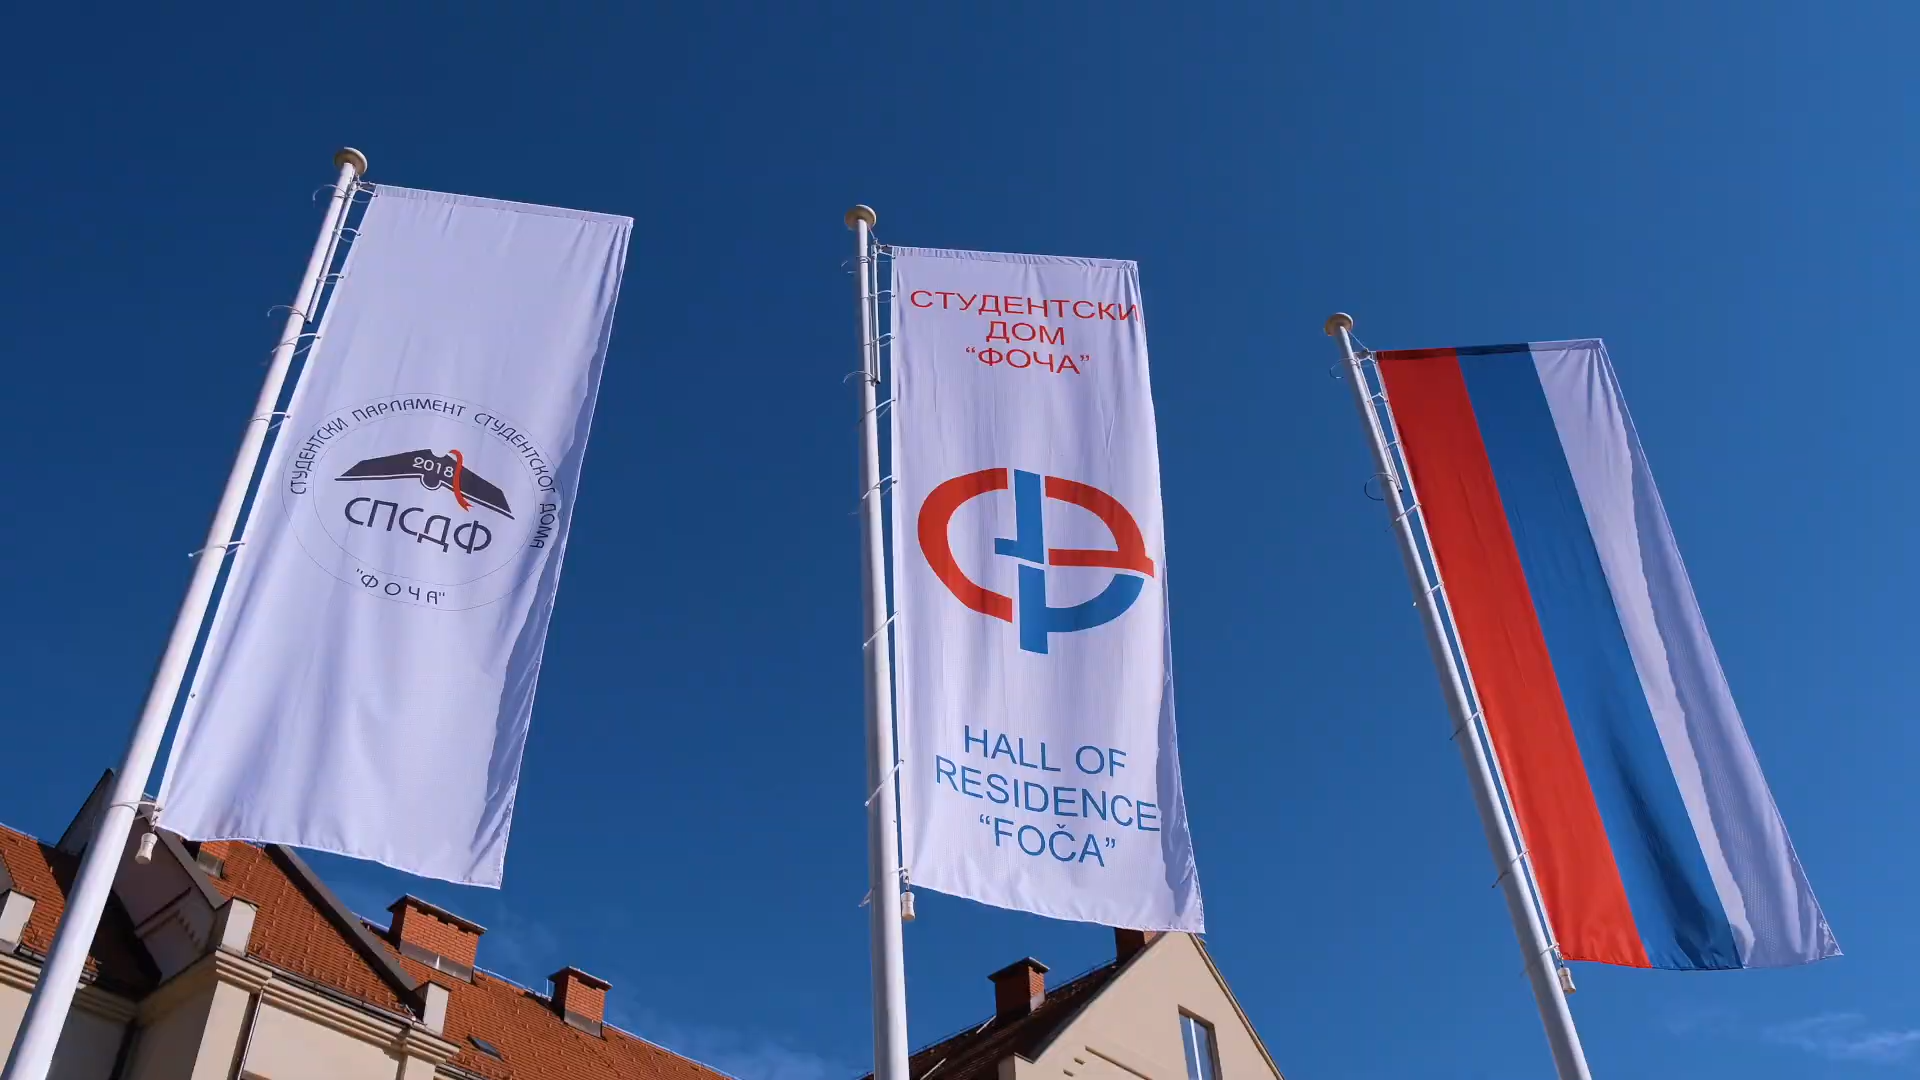 СТУДЕНТСКИ ПАРЛАМЕНТ СТУДЕНТСКОГ ДОМА
2018
СПСДФ
"ФОЧА"
СТУДЕНТСКИ
ДОМ
“ФОЧА”
HALL OF
RESIDENCE
“FOČA”